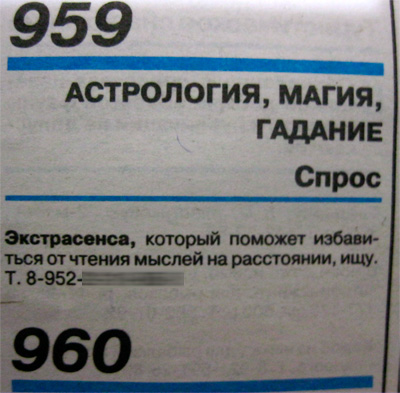 959
АСТРОЛОГИЯ, МАГИЯ,
ГАДАНИЕ
Спрос
Экстрасенса, который поможет избави-
ться от чтения мыслей на расстоянии, ищу.
Т. 8-952-
960